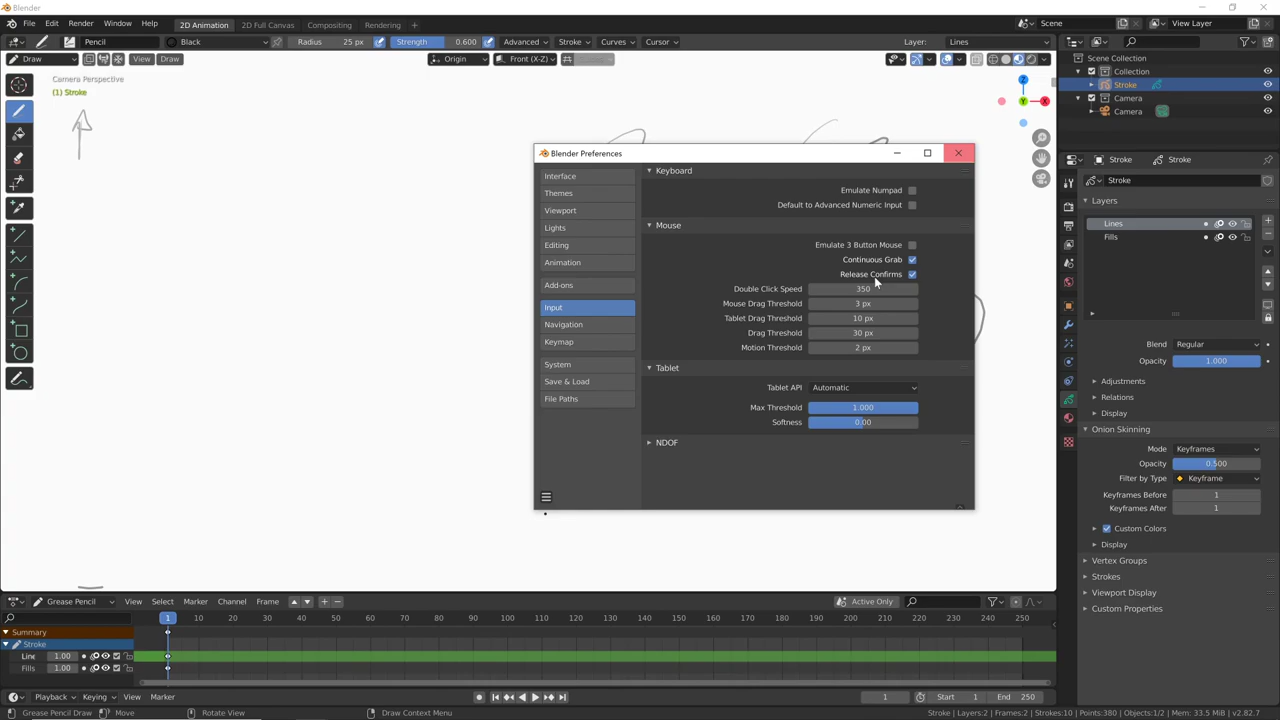 Blender
File Edit Render Window Help 2D Animation 2D Full Canvas Compositing Rendering Scene View Layer
Pencil Black Radius 25 px Strength 0.600 Advanced Stroke Curves Cursor Layer: Lines
Draw View Draw Origin Front (X-Z)
Camera Perspective
(1) Stroke
Z
Y
X
Scene Collection
Collection
Stroke
Camera
Camera
Stroke Stroke
Stroke
Layers
Lines
Fills
Blend Regular
Opacity 1.000
Adjustments
Relations
Display
Onion Skinning
Mode Keyframes
Opacity 0.500
Filter by Type Keyframe
Keyframes Before 1
Keyframes After 1
Custom Colors
Display
Vertex Groups
Strokes
Viewport Display
Custom Properties
Blender Preferences
Interface
Themes
Viewport
Lights
Editing
Animation
Add-ons
Input
Navigation
Keymap
System
Save & Load
File Paths
Keyboard
Emulate Numpad
Default to Advanced Numeric Input
Mouse
Emulate 3 Button Mouse
Continuous Grab
Release Confirms
Double Click Speed 350
Mouse Drag Threshold 3 px
Tablet Drag Threshold 10 px
Drag Threshold 30 px
Motion Threshold 2 px
Tablet
Tablet API Automatic
Max Threshold 1.000
Softness 0.00
NDOF
Grease Pencil View Select Marker Channel Frame Active Only
1 10 20 30 40 50 60 70 80 90 100 110 120 130 140 150 160 170 180 190 200 210 220 230 240 250
Summary
Stroke
Line 1.00
Fills 1.00
Playback Keying View Marker 1 Start 1 End 250
Grease Pencil Draw Move Rotate View Draw Context Menu Stroke | Layers:2 | Frames:2 | Strokes:10 | Points:380 | Objects:1/2 | Mem: 33.5 MiB | v2.82.7